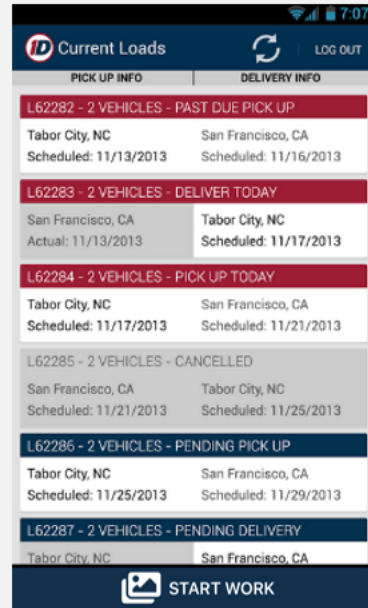 7:07
ID Current Loads LOG OUT
PICK UP INFO DELIVERY INFO
L62282 - 2 VEHICLES - PAST DUE PICK UP
Tabor City, NC San Francisco, CA
Scheduled: 11/13/2013 Scheduled: 11/16/2013
L62283 - 2 VEHICLES - DELIVER TODAY
San Francisco, CA Tabor City, NC
Actual: 11/13/2013 Scheduled: 11/17/2013
L62284 - 2 VEHICLES - PICK UP TODAY
Tabor City, NC San Francisco, CA
Scheduled: 11/17/2013 Scheduled: 11/21/2013
L62285 - 2 VEHICLES - CANCELLED
San Francisco, CA Tabor City, NC
Scheduled: 11/21/2013 Scheduled: 11/25/2013
L62286 - 2 VEHICLES - PENDING PICK UP
Tabor City, NC San Francisco, CA
Scheduled: 11/25/2013 Scheduled: 11/29/2013
L62287 - 2 VEHICLES - PENDING DELIVERY
Tabor City, NC San Francisco, CA
START WORK